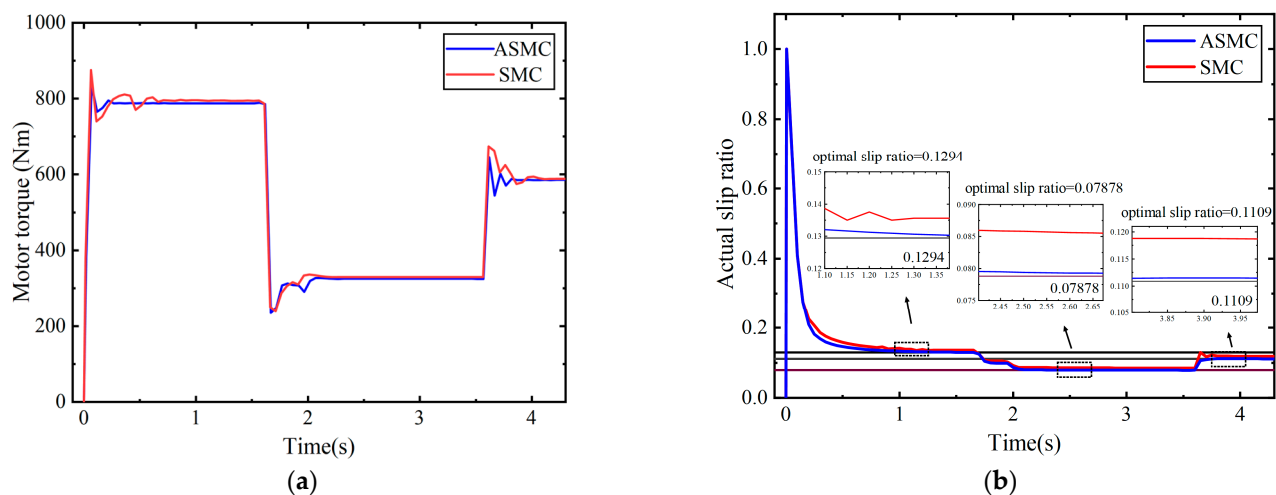 1000
800
600
400
200
0
0
1
2
3
4
Motor torque (Nm)
Time(s)
ASMC
SMC
(a)
1.0
0.8
0.6
0.4
0.2
0.0
0
1
2
3
4
Actual slip ratio
Time(s)
ASMC
SMC
optimal slip ratio=0.1294
0.15
0.14
0.13
0.12
1.10 1.15 1.20 1.25 1.30 1.35
0.1294
optimal slip ratio=0.07878
0.090
0.085
0.080
0.075
2.45 2.50 2.55 2.60 2.65
0.07878
optimal slip ratio=0.1109
0.120
0.115
0.110
0.105
3.85 3.90 3.95
0.1109
(b)